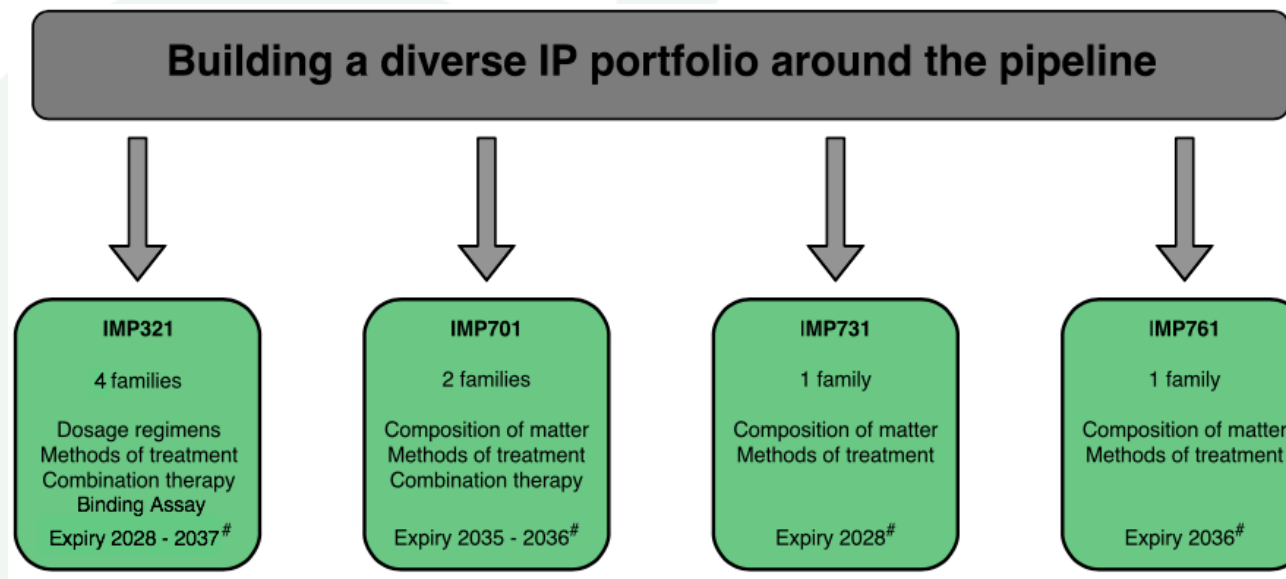 Building a diverse IP portfolio around the pipeline
IMP321
4 families
Dosage regimens
Methods of treatment
Combination therapy
Binding Assay
Expiry 2028 - 2037#
IMP701
2 families
Composition of matter
Methods of treatment
Combination therapy
Expiry 2035 - 2036#
IMP731
1 family
Composition of matter
Methods of treatment
Expiry 2028#
IMP761
1 family
Composition of matter
Methods of treatment
Expiry 2036#